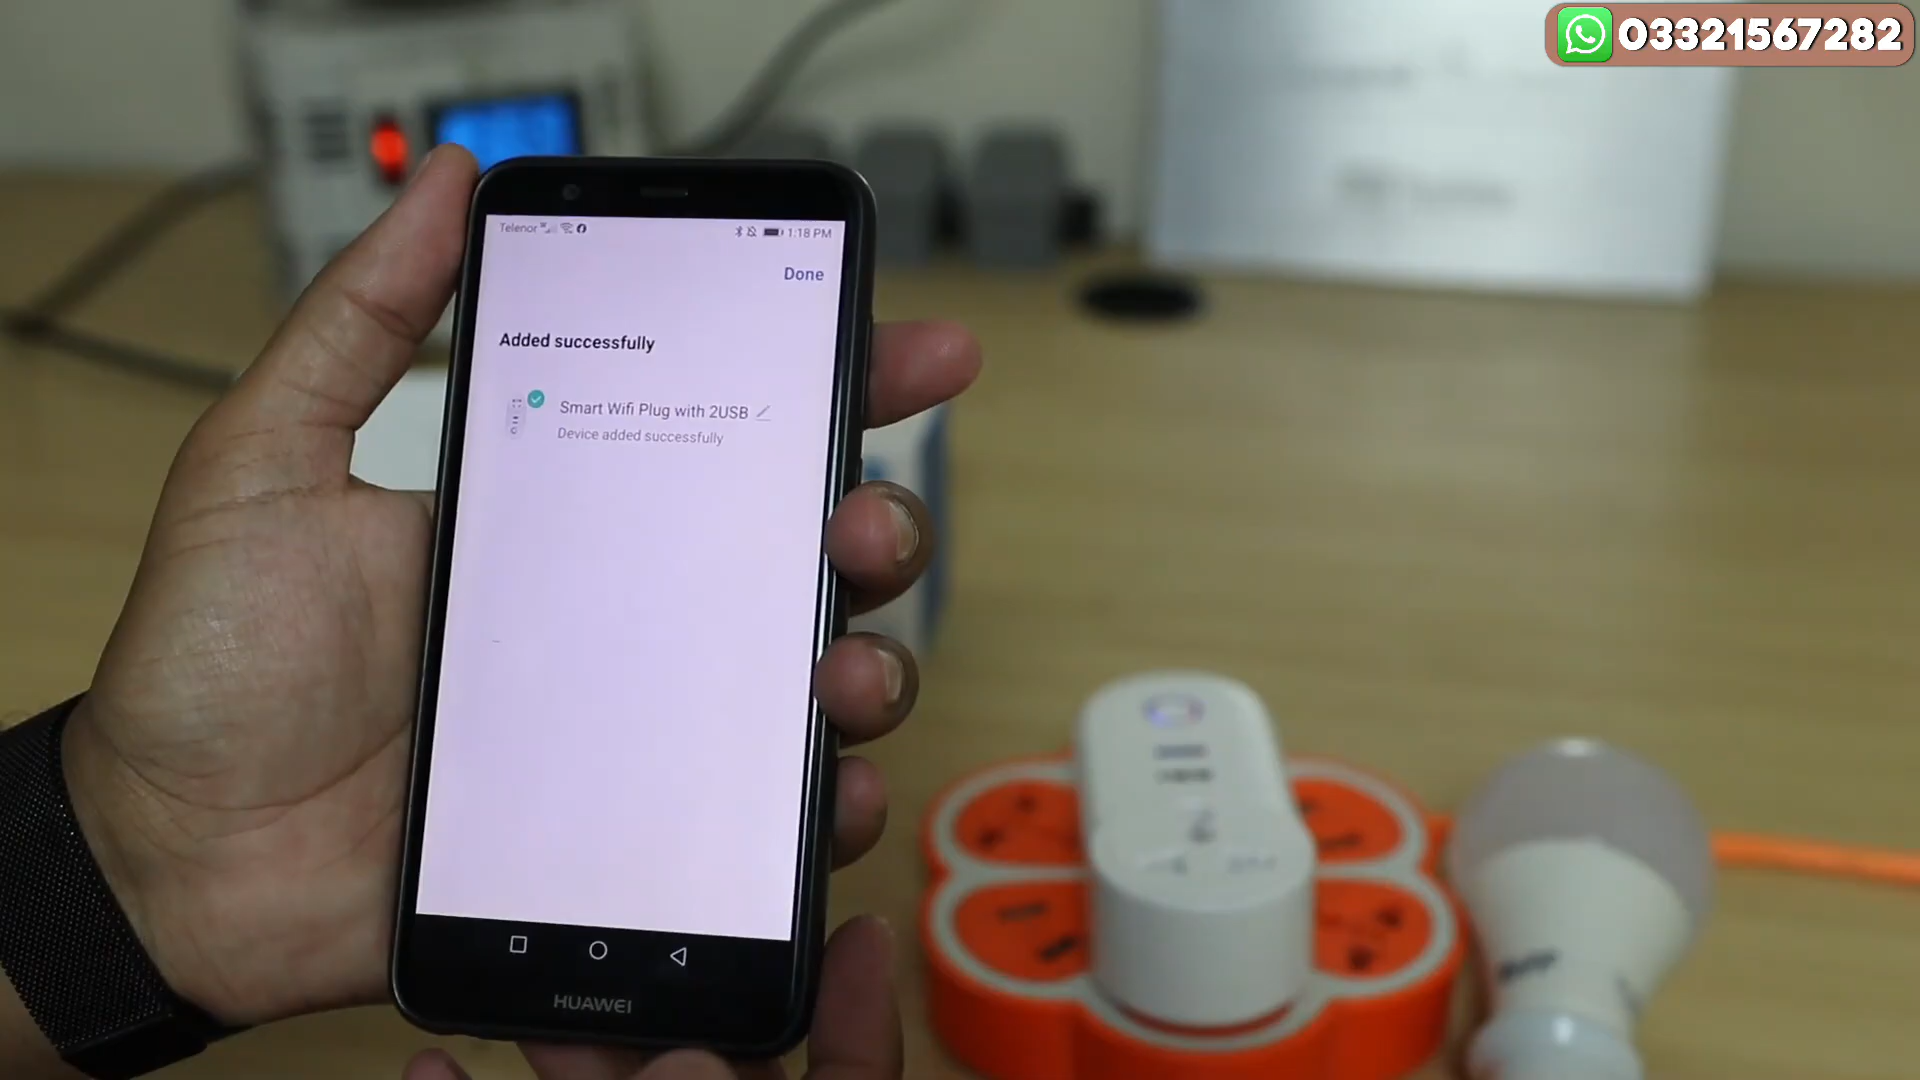 03321567282
Telenor 1:18 PM
Done
Added successfully
Smart Wifi Plug with 2USB
Device added successfully
HUAWEI